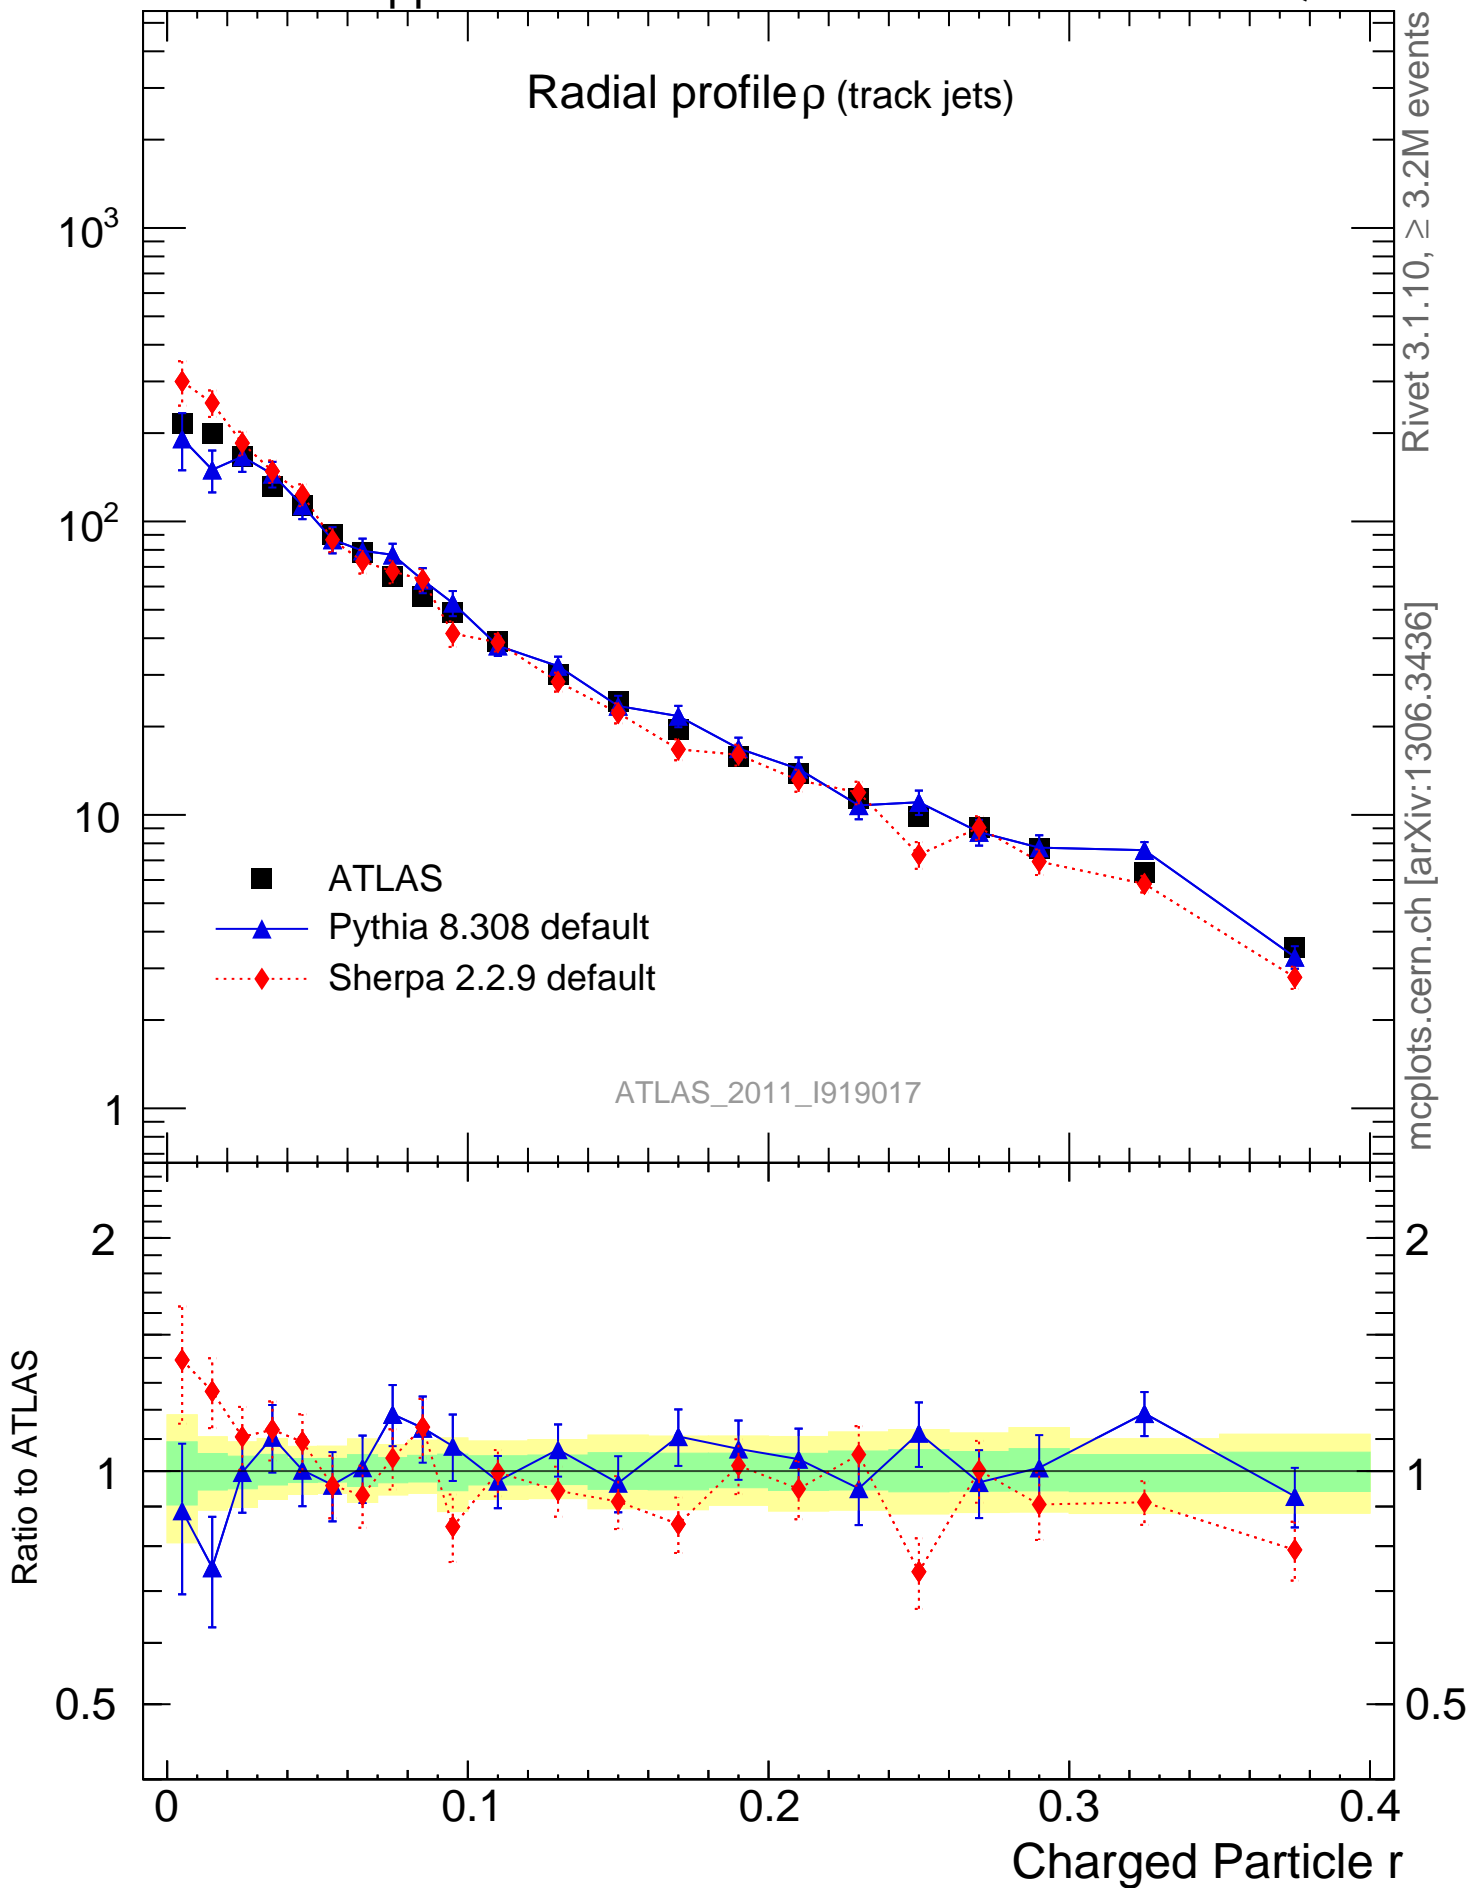 Radial profile ρ (track jets)
10³
10²
10
1
ATLAS
Pythia 8.308 default
Sherpa 2.2.9 default
ATLAS_2011_I919017
Rivet 3.1.10, ≥ 3.2M events
mcplots.cern.ch [arXiv:1306.3436]
Ratio to ATLAS
2
1
0.5
2
1
0.5
0
0.1
0.2
0.3
0.4
Charged Particle r